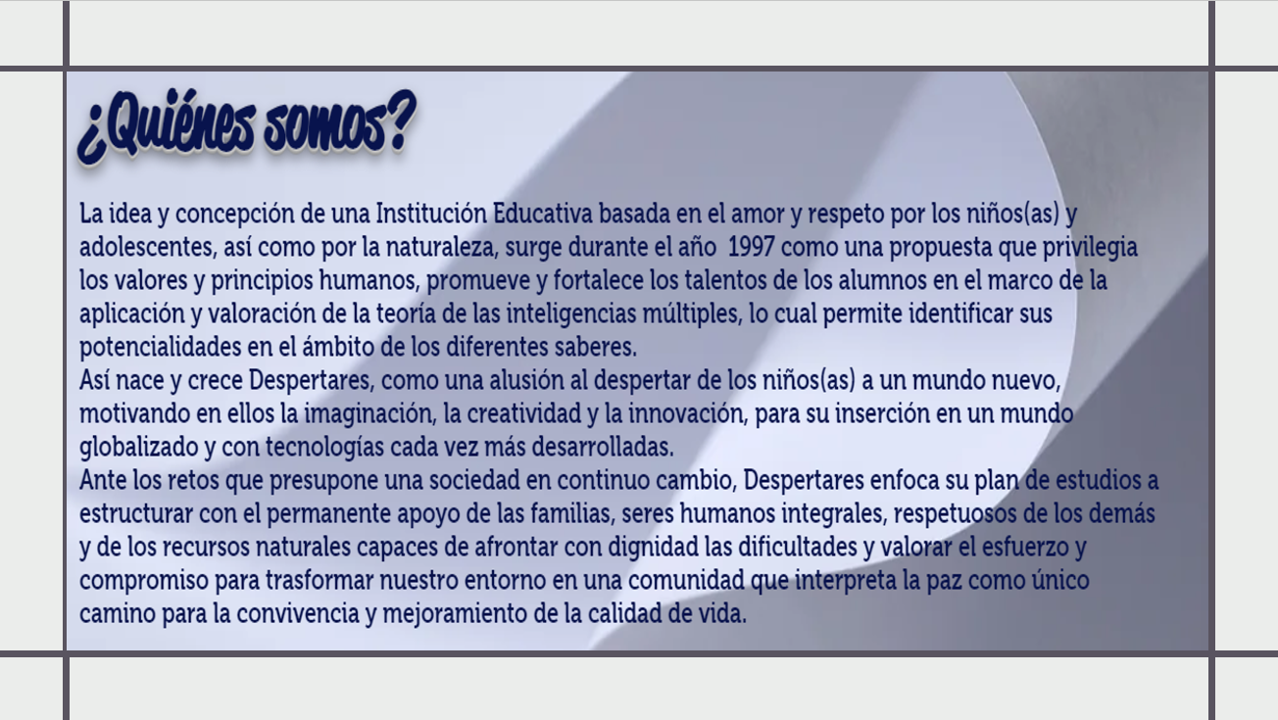 ¿Quiénes somos?
La idea y concepción de una Institución Educativa basada en el amor y respeto por los niños(as) y
adolescentes, así como por la naturaleza, surge durante el año  1997 como una propuesta que privilegia
los valores y principios humanos, promueve y fortalece los talentos de los alumnos en el marco de la
aplicación y valoración de la teoría de las inteligencias múltiples, lo cual permite identificar sus
potencialidades en el ámbito de los diferentes saberes.
Así nace y crece Despertares, como una alusión al despertar de los niños(as) a un mundo nuevo,
motivando en ellos la imaginación, la creatividad y la innovación, para su inserción en un mundo
globalizado y con tecnologías cada vez más desarrolladas.
Ante los retos que presupone una sociedad en continuo cambio, Despertares enfoca su plan de estudios a
estructurar con el permanente apoyo de las familias, seres humanos integrales, respetuosos de los demás
y de los recursos naturales capaces de afrontar con dignidad las dificultades y valorar el esfuerzo y
compromiso para trasformar nuestro entorno en una comunidad que interpreta la paz como único
camino para la convivencia y mejoramiento de la calidad de vida.